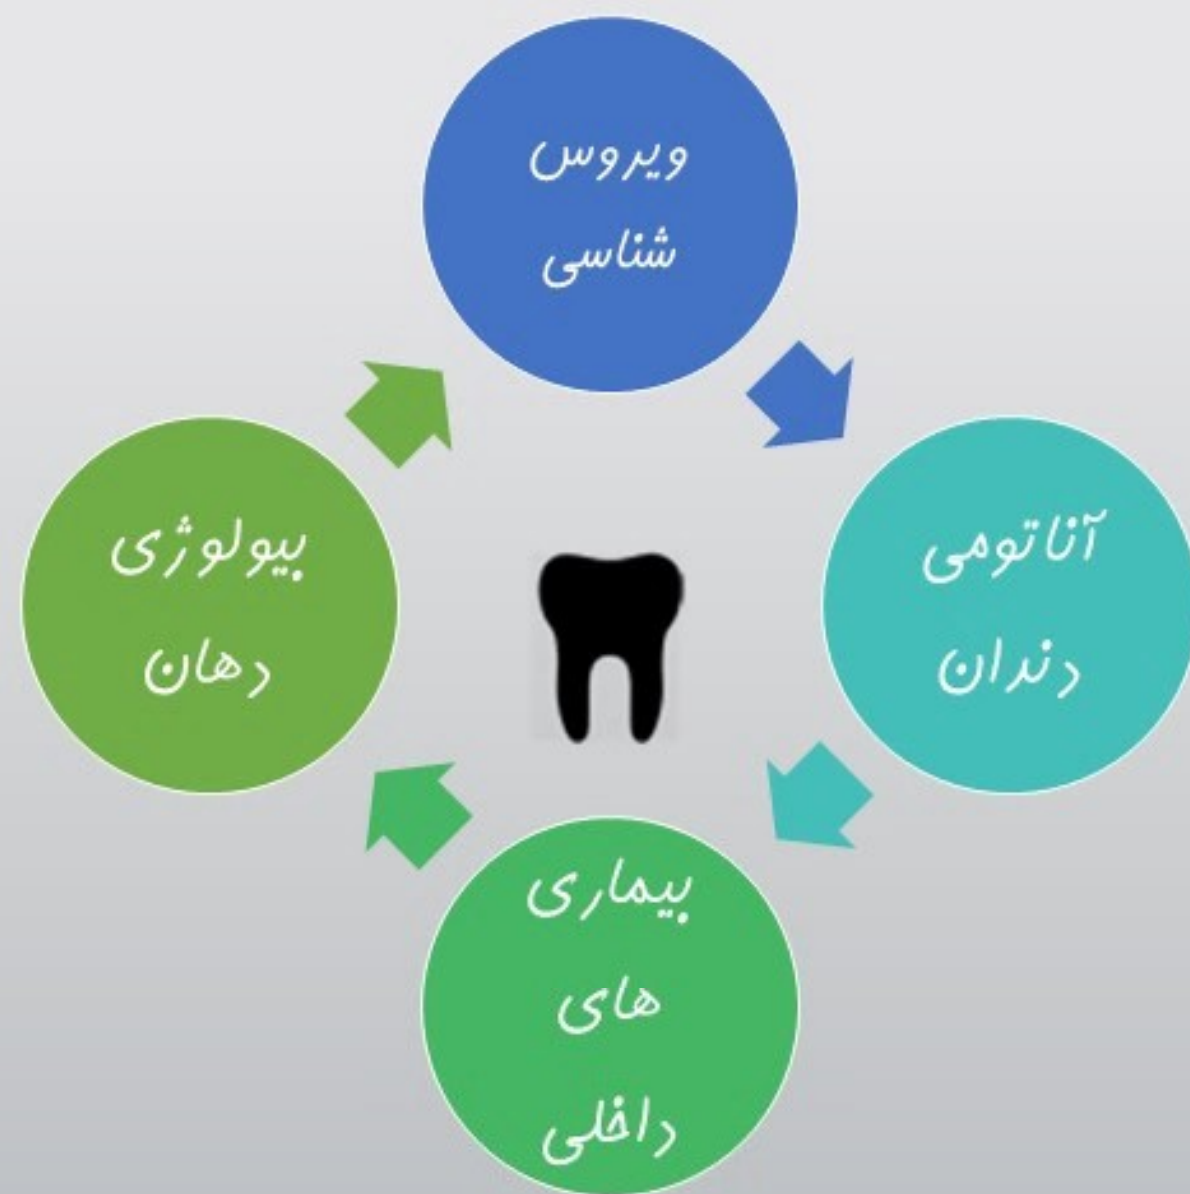 ویروس
شناسی
آناتومی
دندان
بیماری
های
داخلی
بیولوژی
دهان